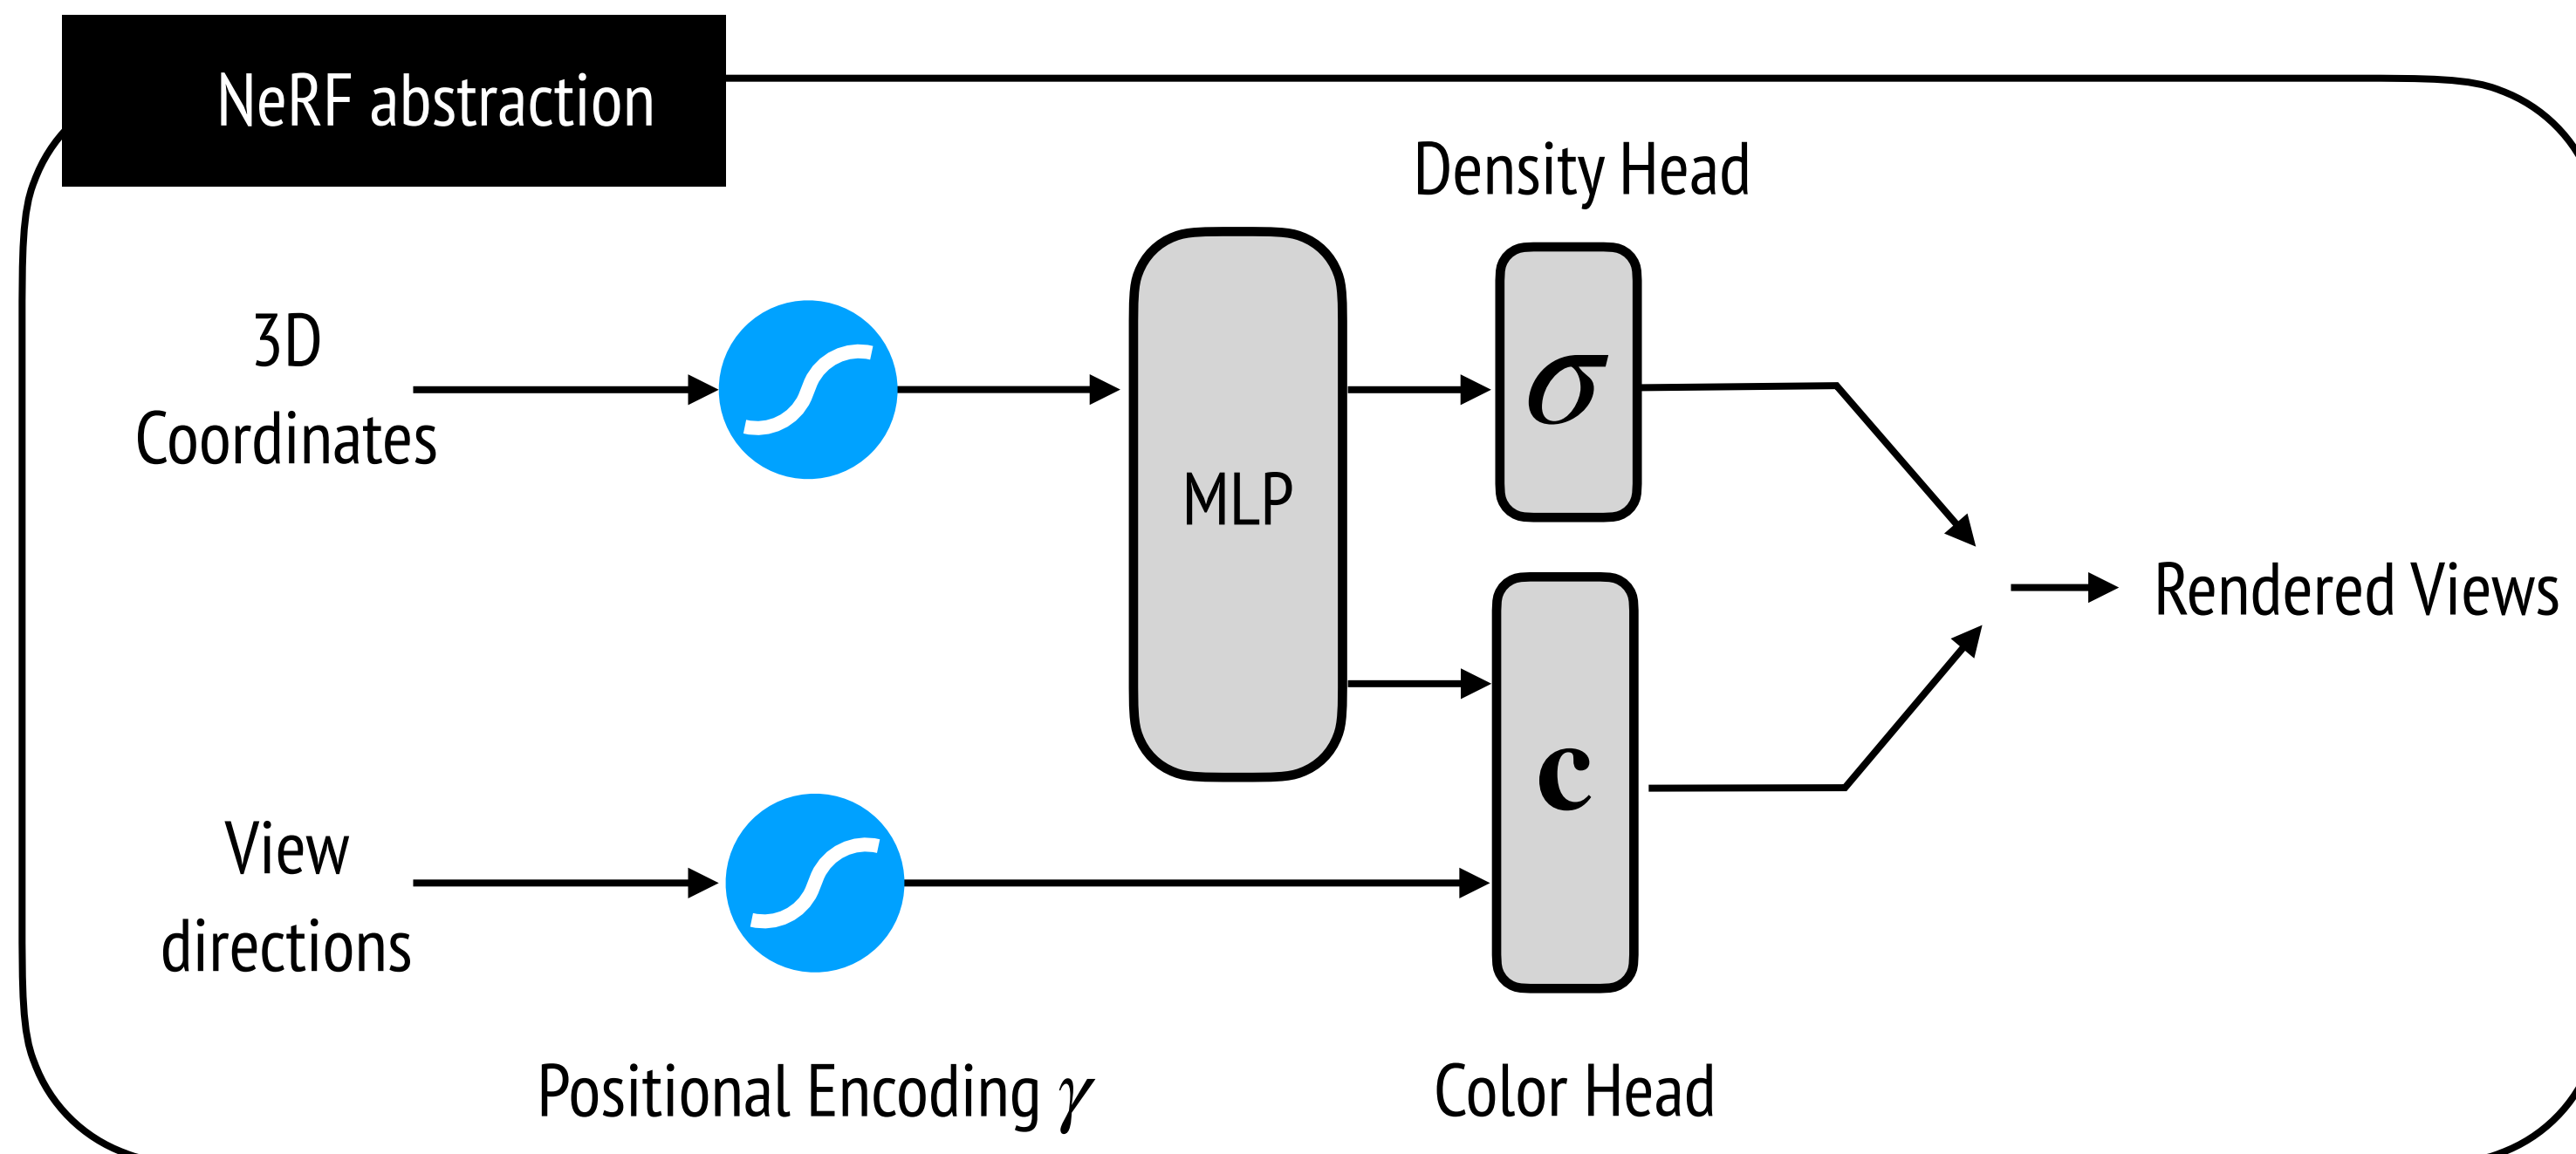 NeRF abstraction
Density Head
3D
Coordinates
σ
MLP
Rendered Views
c
View
directions
Positional Encoding γ
Color Head